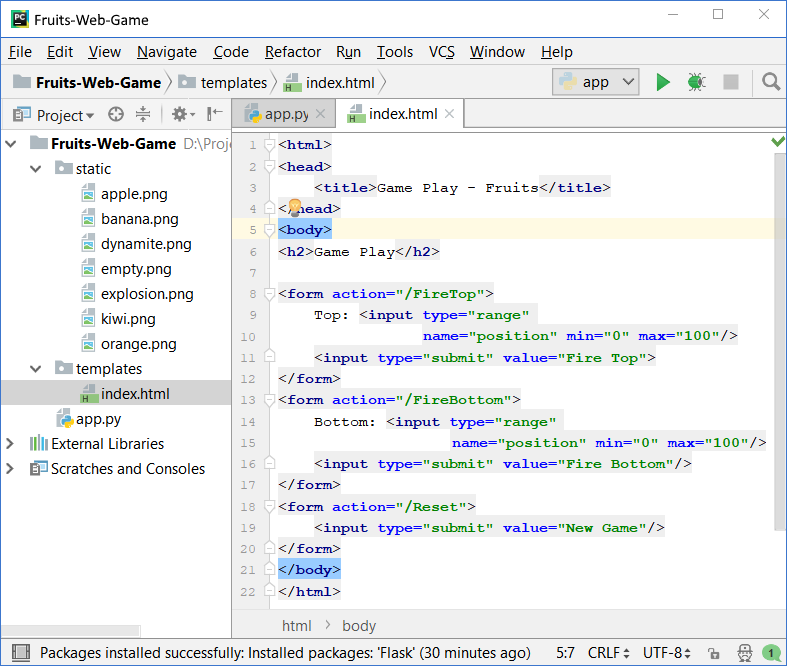 PC Fruits-Web-Game
File Edit View Navigate Code Refactor Run Tools VCS Window Help
Fruits-Web-Game templates index.html app
Project app.py index.html
Fruits-Web-Game D:\Proj
static
apple.png
banana.png
dynamite.png
empty.png
explosion.png
kiwi.png
orange.png
templates
index.html
app.py
External Libraries
Scratches and Consoles
1 <html>
2 <head>
3 <title>Game Play - Fruits</title>
4 </head>
5 <body>
6 <h2>Game Play</h2>
7
8 <form action="/FireTop">
9 Top: <input type="range"
10 name="position" min="0" max="100"/>
11 <input type="submit" value="Fire Top">
12 </form>
13 <form action="/FireBottom">
14 Bottom: <input type="range"
15 name="position" min="0" max="100"/>
16 <input type="submit" value="Fire Bottom"/>
17 </form>
18 <form action="/Reset">
19 <input type="submit" value="New Game"/>
20 </form>
21 </body>
22 </html>
html body
Packages installed successfully: Installed packages: 'Flask' (30 minutes ago) 5:7 CRLF UTF-8 1